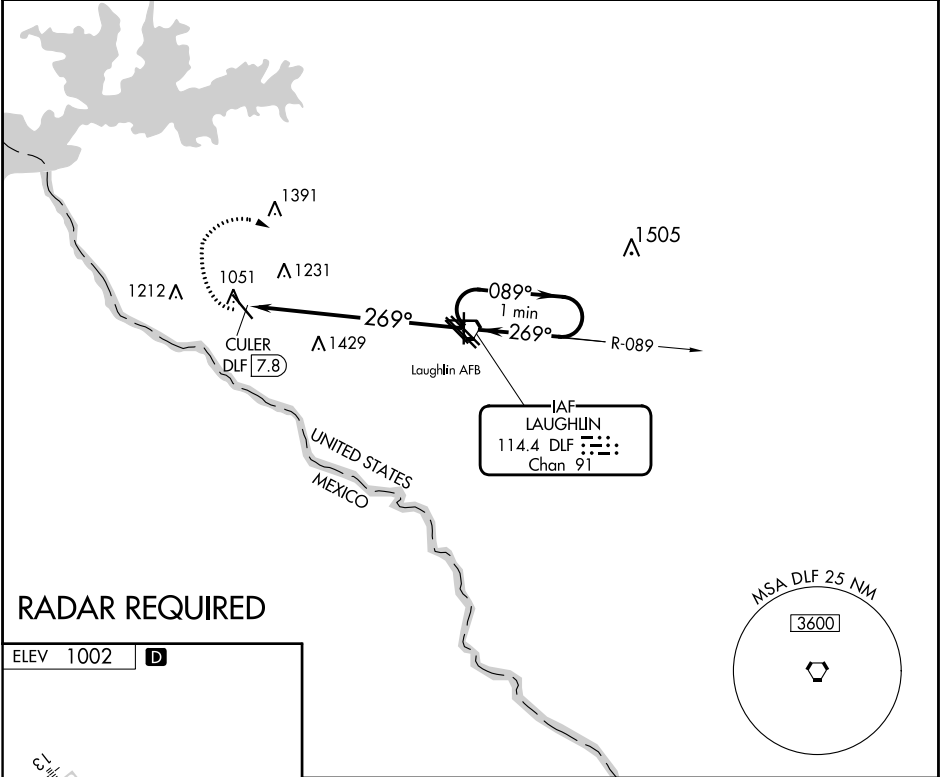 1391
1505
1231
1051
1212
089°
1 min
269°
269°
R-089
CULER
DLF 7.8
1429
Laughlin AFB
IAF
LAUGHLIN
114.4 DLF
Chan 91
UNITED STATES
MEXICO
RADAR REQUIRED
MSA DLF 25 NM
3600
ELEV 1002 D
13